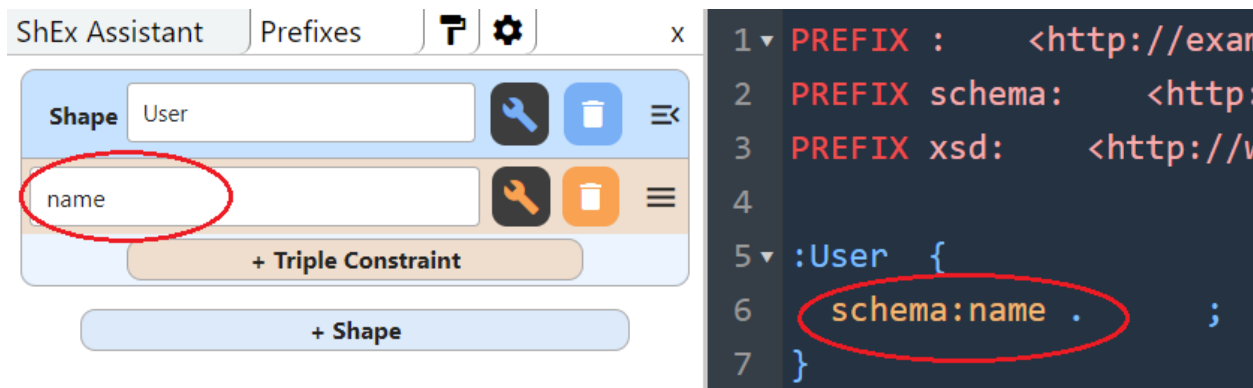 ShEx Assistant Prefixes x
Shape User
name
+ Triple Constraint
+ Shape
1 PREFIX : <http://exam
2 PREFIX schema: <http:
3 PREFIX xsd: <http://w
4
5 :User {
6 schema:name . ;
7 }